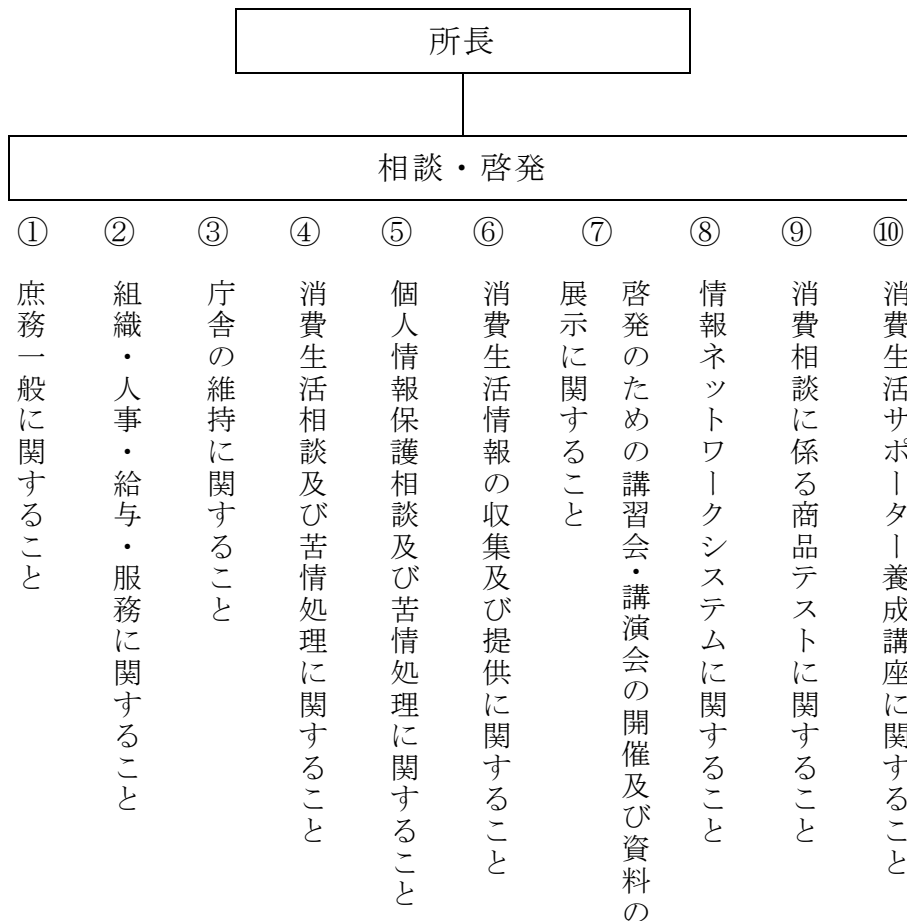 所長
相談・啓発
①
庶務一般に関すること
②
組織・人事・給与・服務に関すること
③
庁舎の維持に関すること
④
消費生活相談及び苦情処理に関すること
⑤
個人情報保護相談及び苦情処理に関すること
⑥
消費生活情報の収集及び提供に関すること
⑦
啓発のための講習会・講演会の開催及び資料の
展示に関すること
⑧
情報ネットワークシステムに関すること
⑨
消費相談に係る商品テストに関すること
⑩
消費生活サポーター養成講座に関すること